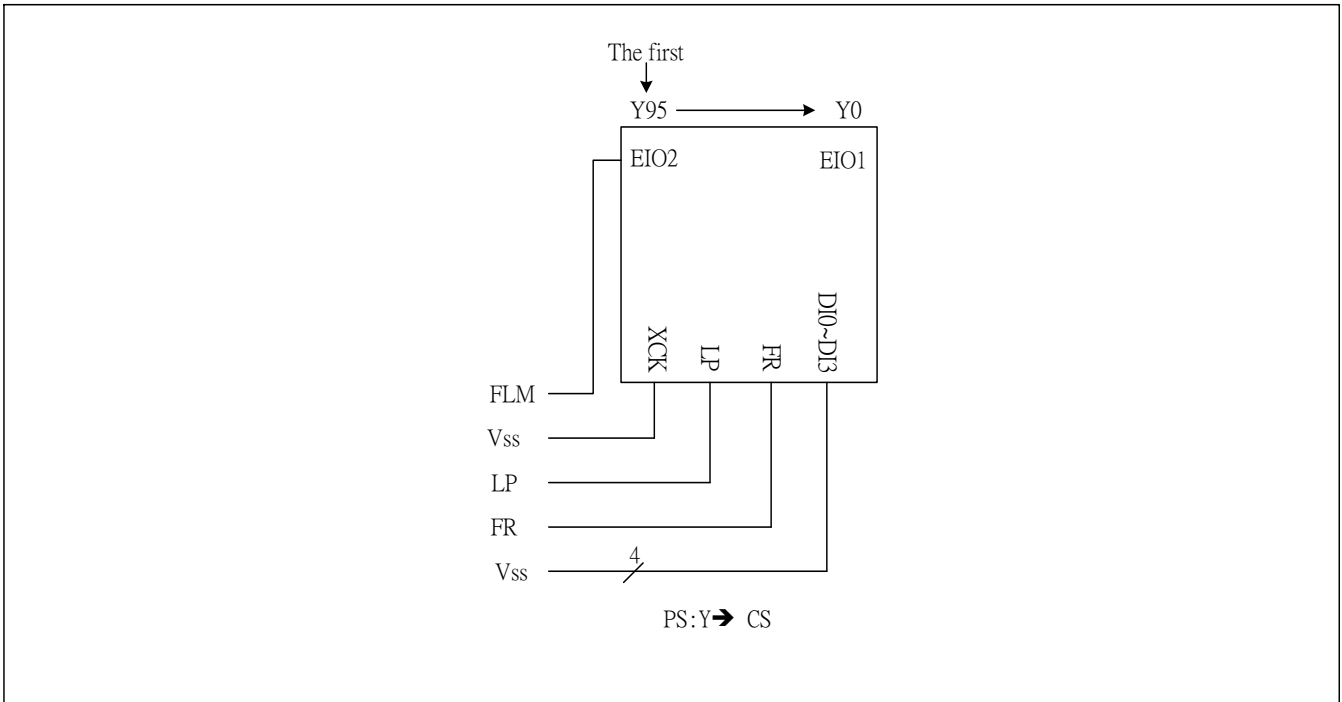 The first
Y95 Y0
EIO2 EIO1
XCK LP FR DI0~DI3
FLM
Vss
LP
FR
4
Vss
PS:Y➔ CS